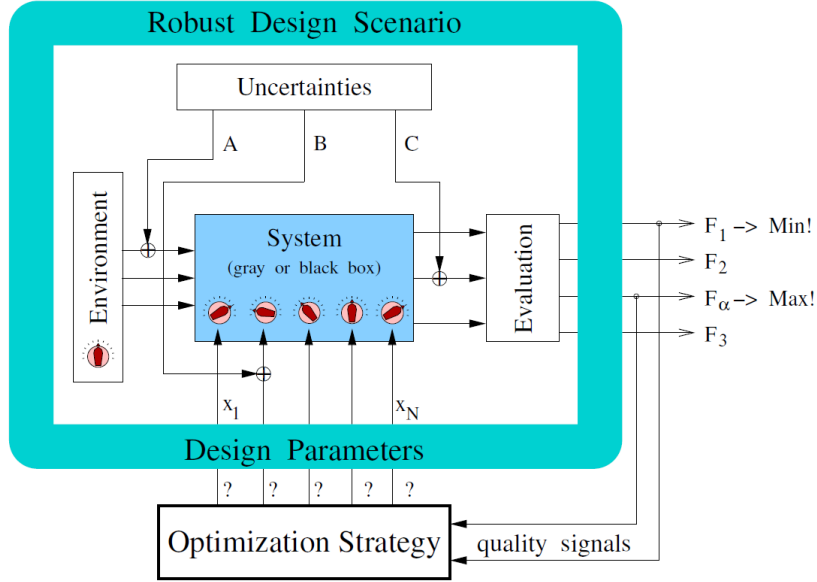 Robust Design Scenario
Uncertainties
A
B
C
Environment
System
(gray or black box)
Evaluation
F1 -> Min!
F2
Fα -> Max!
F3
x1
xN
Design Parameters
? ? ? ? ?
Optimization Strategy
quality signals